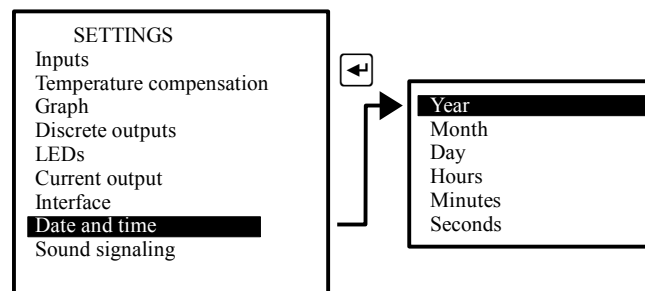 SETTINGS
Inputs
Temperature compensation
Graph
Discrete outputs
LEDs
Current output
Interface
Date and time
Sound signaling
Year
Month
Day
Hours
Minutes
Seconds